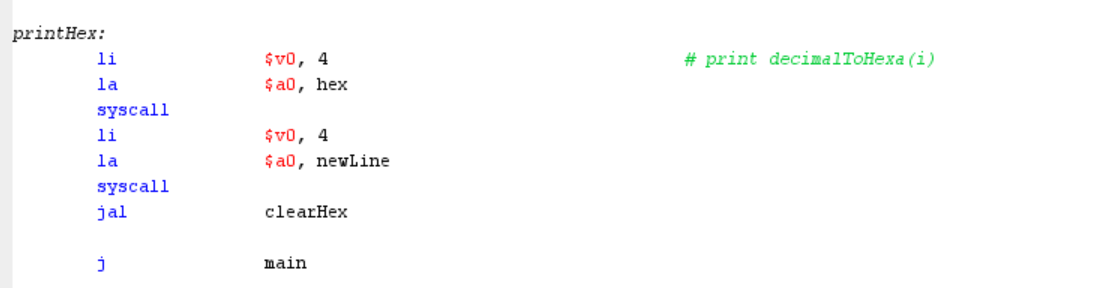 printHex:
li $v0, 4 # print decimalToHexa(i)
la $a0, hex
syscall
li $v0, 4
la $a0, newLine
syscall
jal clearHex
j main